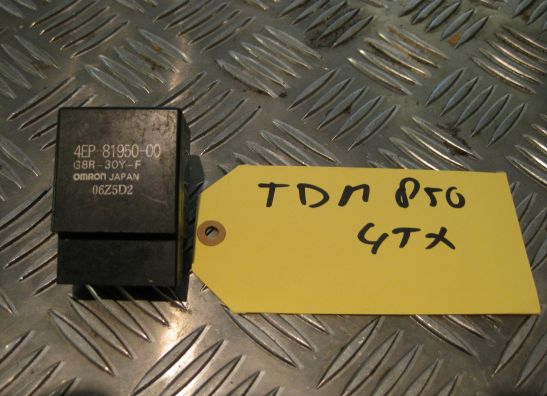 4EP-81950-00
G8R-30Y-F
OMRON JAPAN
06Z5D2
TDM 850
4TX